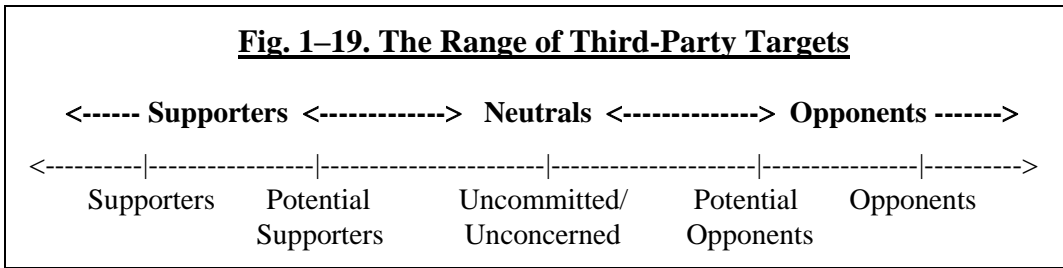 Fig. 1–19. The Range of Third-Party Targets
<------ Supporters <-------------> Neutrals <--------------> Opponents ------->
<----------|-----------------|-----------------------|---------------------|----------------|---------->
Supporters Potential Uncommitted/ Potential Opponents
Supporters Unconcerned Opponents